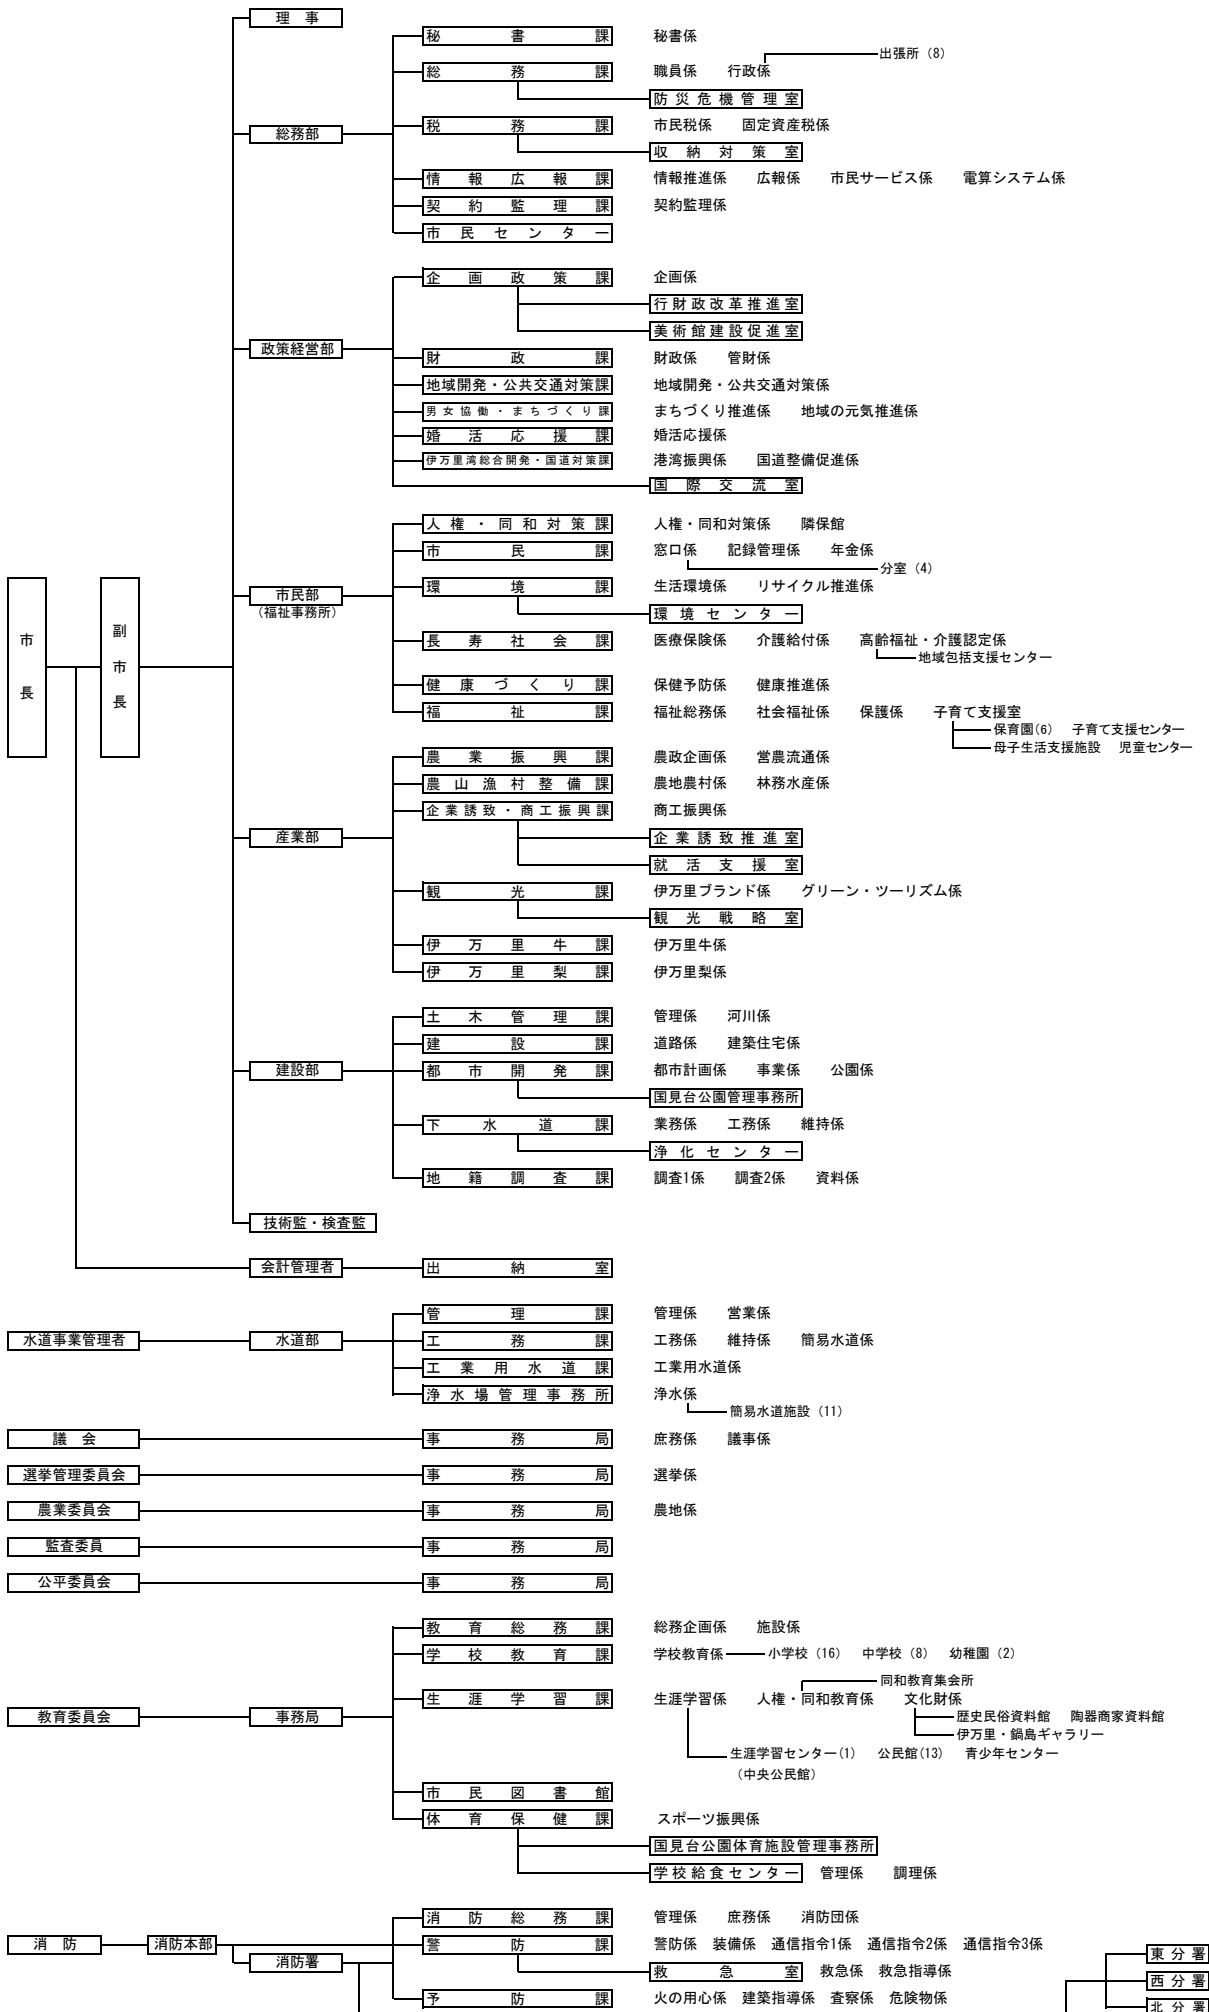 理事
秘書課 秘書係
出張所（8）
総務課 職員係 行政係
防災危機管理室
税務課 市民税係 固定資産税係
総務部
収納対策室
情報広報課 情報推進係 広報係 市民サービス係 電算システム係
契約監理課 契約監理係
市民センター
企画政策課 企画係
行財政改革推進室
美術館建設促進室
政策経営部
財政課 財政係 管財係
地域開発・公共交通対策課 地域開発・公共交通対策係
男女協働・まちづくり課 まちづくり推進係 地域の元気推進係
婚活応援課 婚活応援係
伊万里湾総合開発・国道対策課 港湾振興係 国道整備促進係
国際交流室
人権・同和対策課 人権・同和対策係 隣保館
市民課 窓口係 記録管理係 年金係
分室（4）
環境課 生活環境係 リサイクル推進係
市民部
（福祉事務所）
環境センター
市長
副市長
長寿社会課 医療保険係 介護給付係 高齢福祉・介護認定係
地域包括支援センター
健康づくり課 保健予防係 健康推進係
福祉課 福祉総務係 社会福祉係 保護係 子育て支援室
保育園(6) 子育て支援センター
母子生活支援施設 児童センター
農業振興課 農政企画係 営農流通係
農山漁村整備課 農地農村係 林務水産係
企業誘致・商工振興課 商工振興係
産業部
企業誘致推進室
就活支援室
観光課 伊万里ブランド係 グリーン・ツーリズム係
観光戦略室
伊万里牛課 伊万里牛係
伊万里梨課 伊万里梨係
土木管理課 管理係 河川係
建設課 道路係 建築住宅係
建設部
都市開発課 都市計画係 事業係 公園係
国見台公園管理事務所
下水道課 業務係 工務係 維持係
浄化センター
地籍調査課 調査1係 調査2係 資料係
技術監・検査監
会計管理者 出納室
管理課 管理係 営業係
水道事業管理者 水道部 工務課 工務係 維持係 簡易水道係
工業用水道課 工業用水道係
浄水場管理事務所 浄水係
簡易水道施設（11）
議会 事務局 庶務係 議事係
選挙管理委員会 事務局 選挙係
農業委員会 事務局 農地係
監査委員 事務局
公平委員会 事務局
教育総務課 総務企画係 施設係
学校教育課 学校教育係 小学校（16） 中学校（8） 幼稚園（2）
同和教育集会所
生涯学習課 生涯学習係 人権・同和教育係 文化財係
教育委員会 事務局
歴史民俗資料館 陶器商家資料館
伊万里・鍋島ギャラリー
生涯学習センター(1) 公民館(13) 青少年センター
（中央公民館）
市民図書館
体育保健課 スポーツ振興係
国見台公園体育施設管理事務所
学校給食センター 管理係 調理係
消防総務課 管理係 庶務係 消防団係
消防 消防本部 警防課 警防係 装備係 通信指令1係 通信指令2係 通信指令3係
消防署
東分署
救急室 救急係 救急指導係
西分署
予防課 火の用心係 建築指導係 査察係 危険物係
北分署